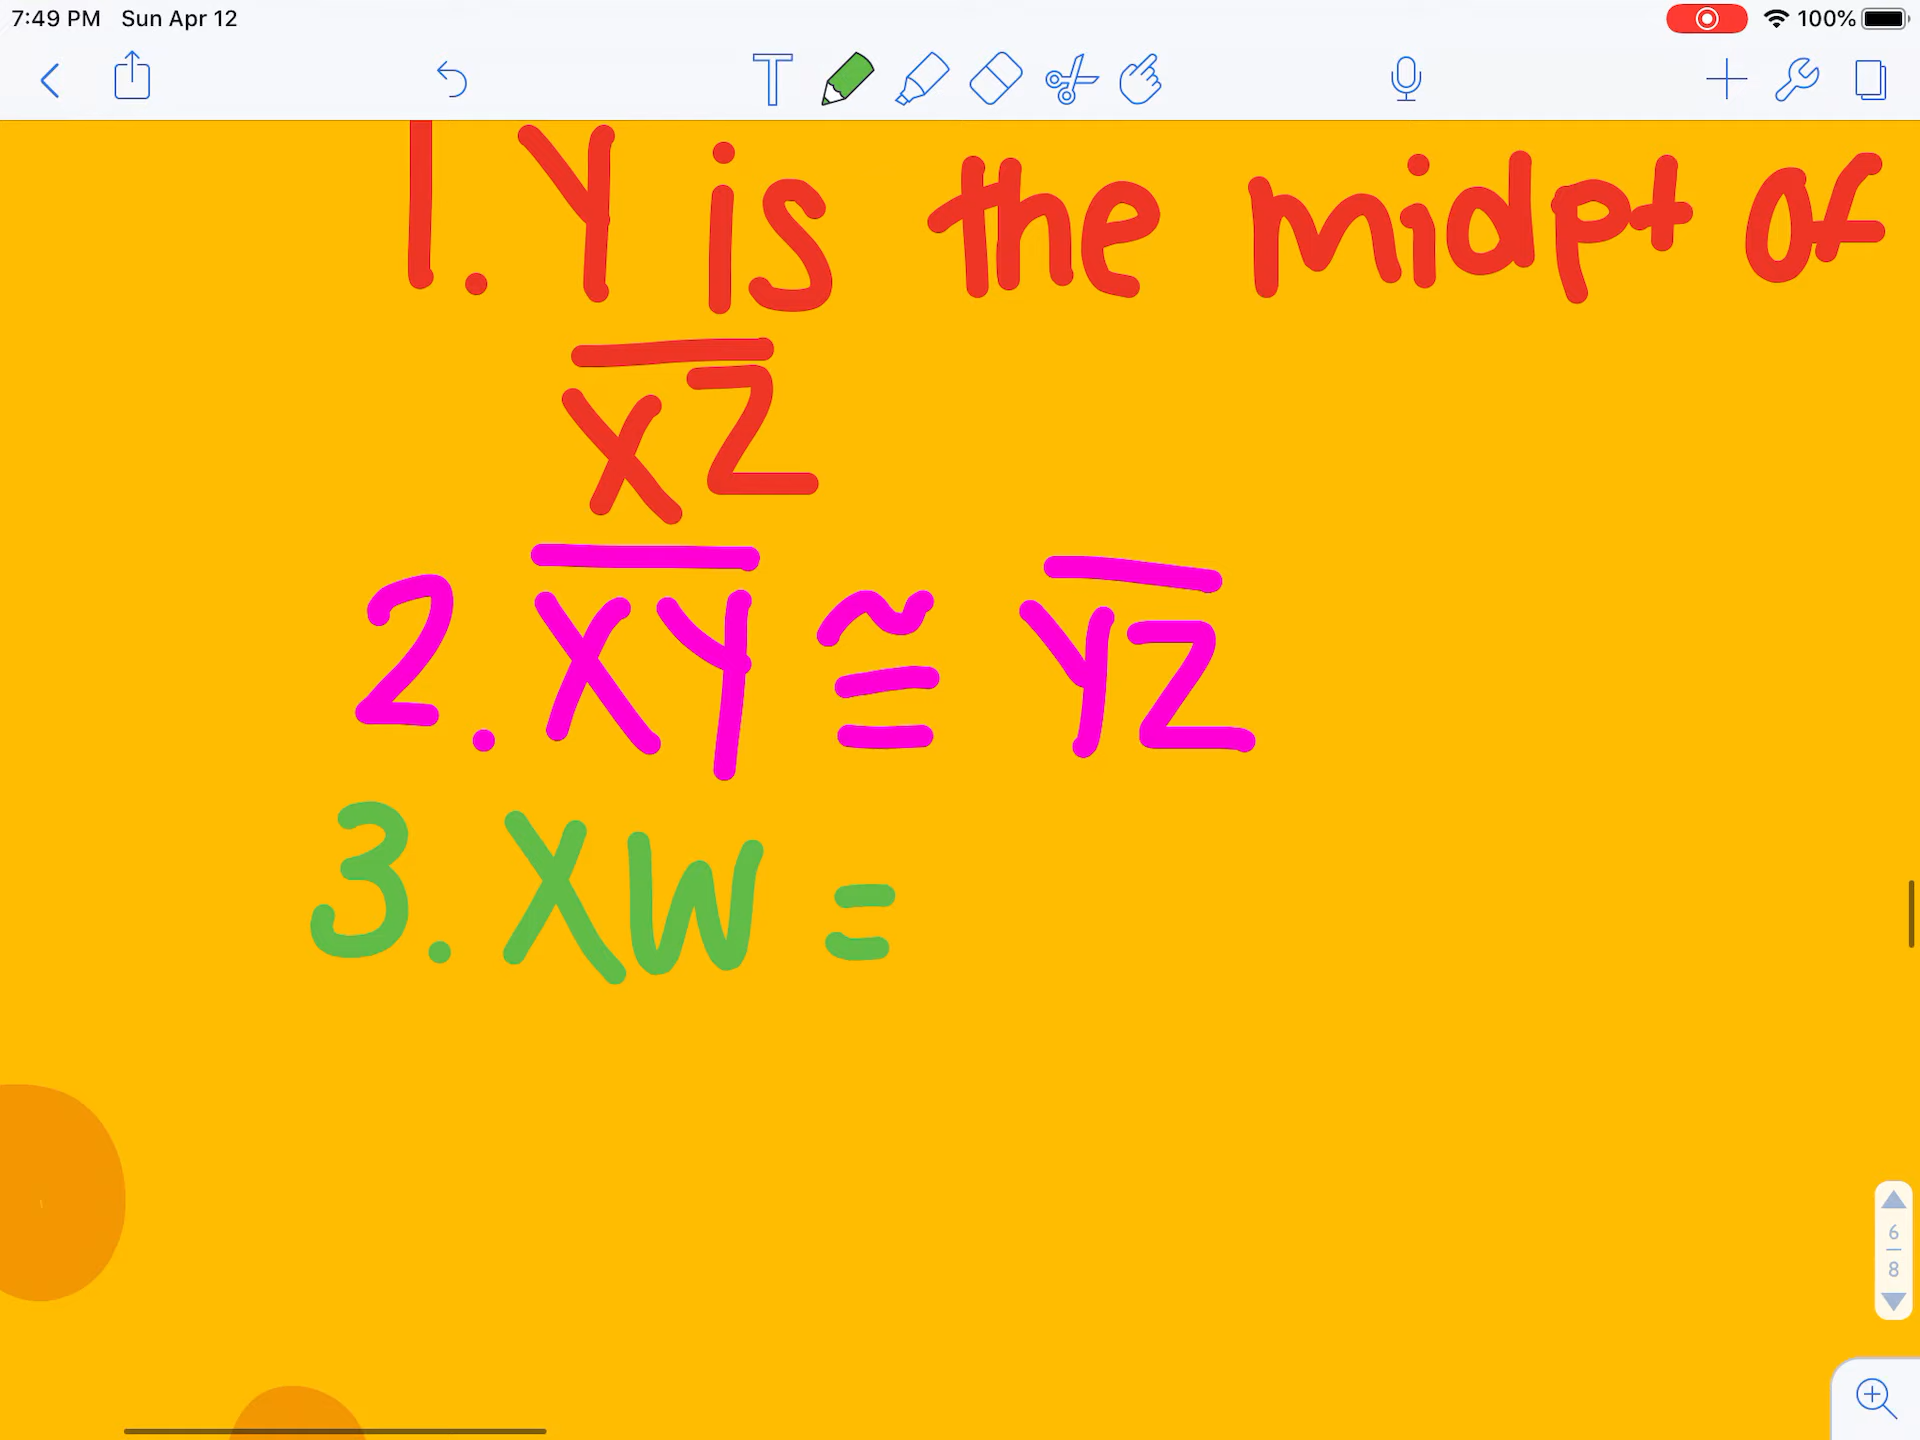 7:49 PM Sun Apr 12 100%
T
1. Y is the midpt of
XZ
2. XY ≅ YZ
3. XW =
6
8